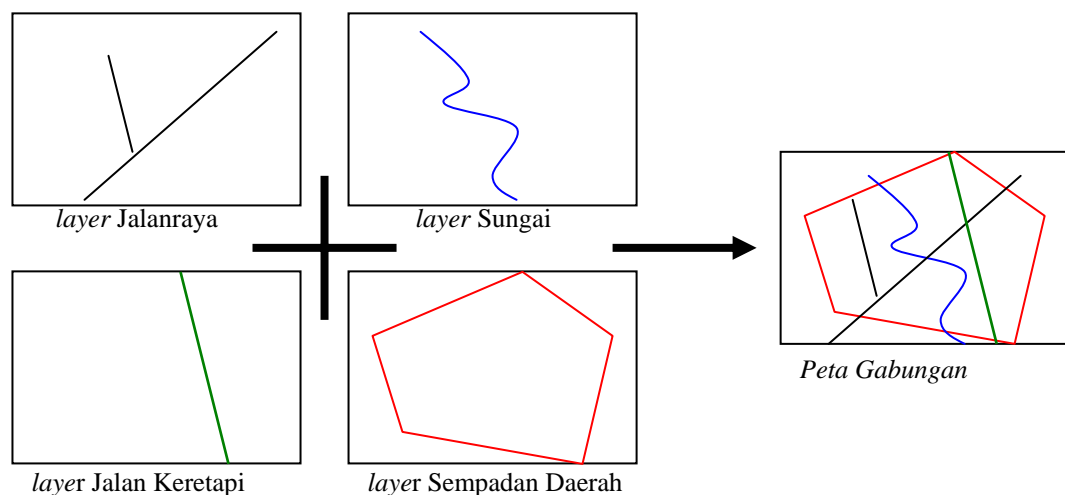 layer Jalanraya
layer Sungai
Peta Gabungan
layer Jalan Keretapi
layer Sempadan Daerah